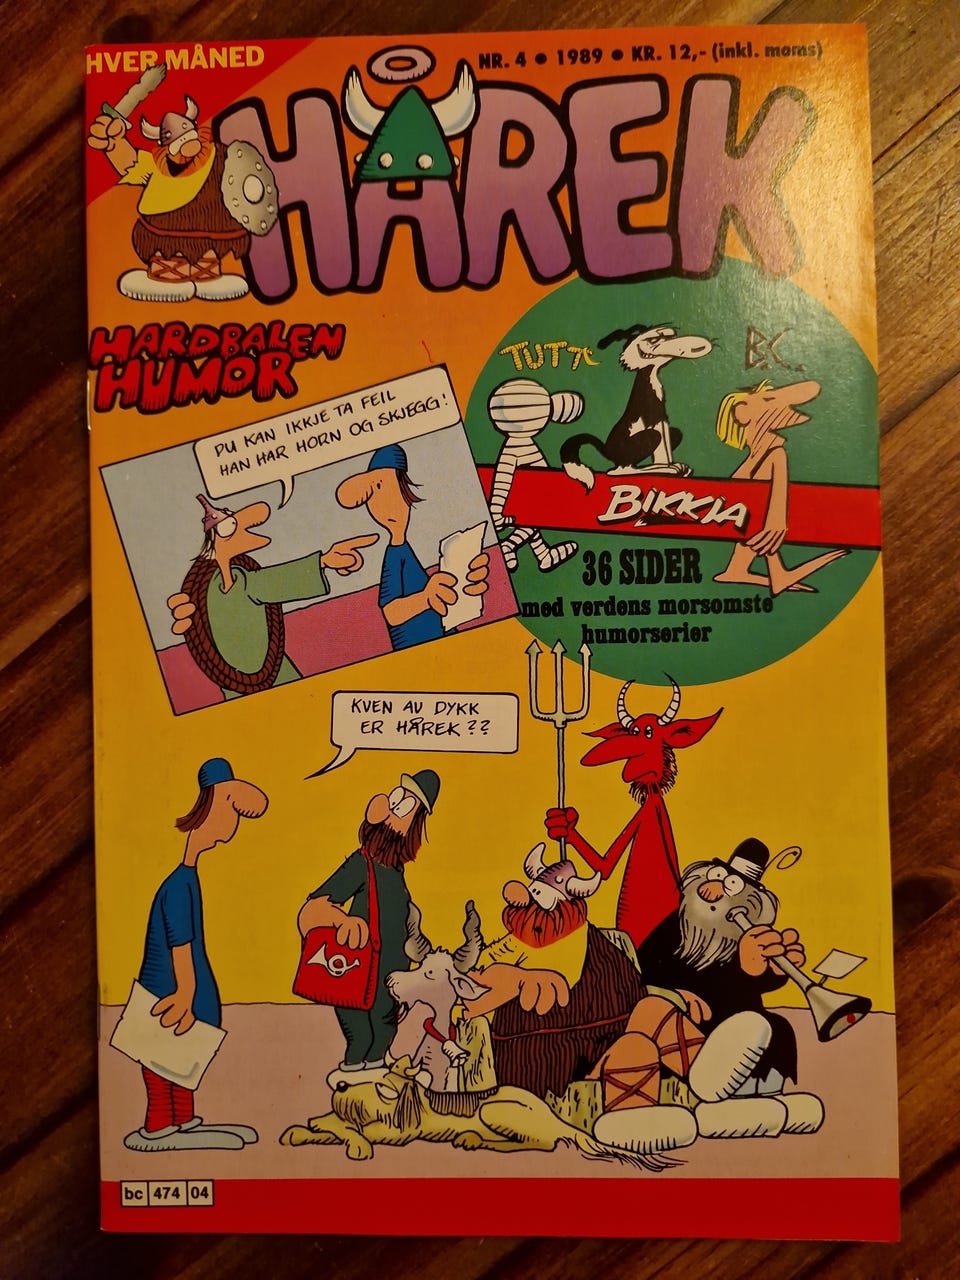 HVER MÅNED
NR. 4 • 1989 • KR. 12,- (inkl. moms)
HÅREK
HARDBALEN
HUMOR
TUTT
B.C.
DU KAN IKKJE TA FEIL
HAN HAR HORN OG SKJEGG!
BIKKJA
36 SIDER
med verdens morsomste
humorserier
KVEN AV DYKK
ER HÅREK??
bc 474 04